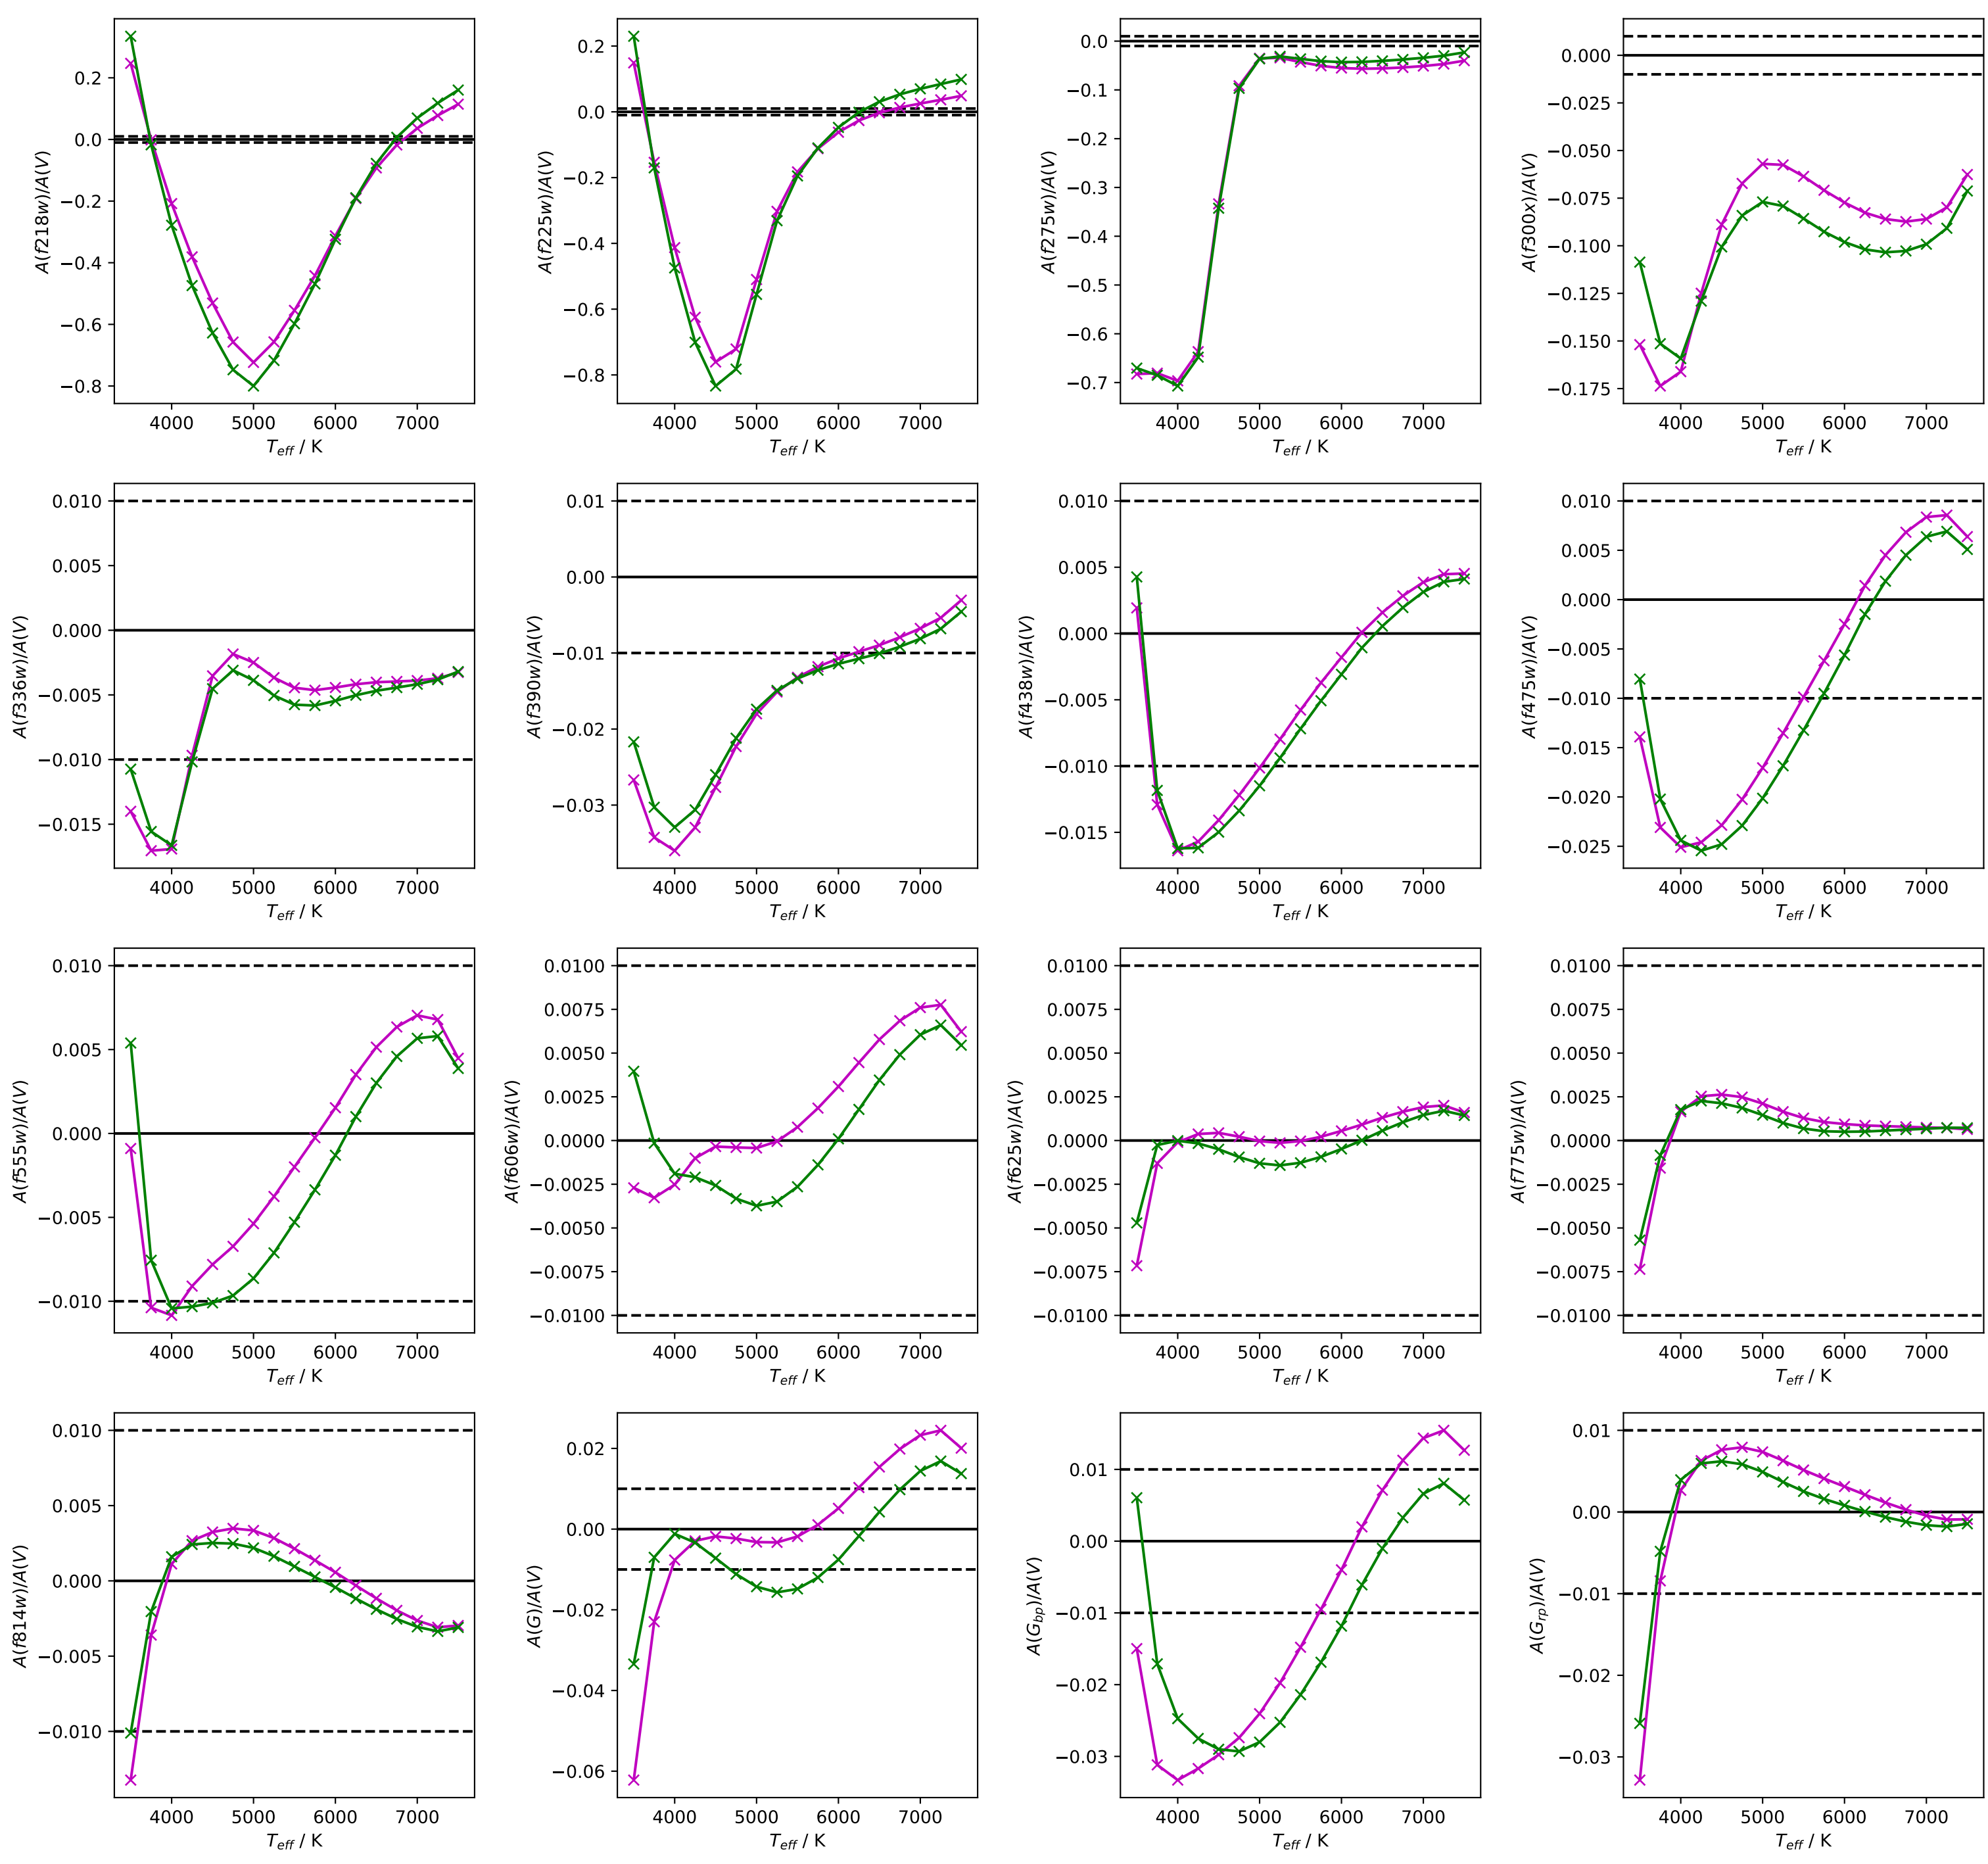 A(f218w)/A(V)
0.2
0.0
−0.2
−0.4
−0.6
−0.8
4000 5000 6000 7000
T_eff / K
A(f225w)/A(V)
0.2
0.0
−0.2
−0.4
−0.6
−0.8
4000 5000 6000 7000
T_eff / K
A(f275w)/A(V)
0.0
−0.1
−0.2
−0.3
−0.4
−0.5
−0.6
−0.7
4000 5000 6000 7000
T_eff / K
A(f300x)/A(V)
0.000
−0.025
−0.050
−0.075
−0.100
−0.125
−0.150
−0.175
4000 5000 6000 7000
T_eff / K
A(f336w)/A(V)
0.010
0.005
0.000
−0.005
−0.010
−0.015
4000 5000 6000 7000
T_eff / K
A(f390w)/A(V)
0.01
0.00
−0.01
−0.02
−0.03
4000 5000 6000 7000
T_eff / K
A(f438w)/A(V)
0.010
0.005
0.000
−0.005
−0.010
−0.015
4000 5000 6000 7000
T_eff / K
A(f475w)/A(V)
0.010
0.005
0.000
−0.005
−0.010
−0.015
−0.020
−0.025
4000 5000 6000 7000
T_eff / K
A(f555w)/A(V)
0.010
0.005
0.000
−0.005
−0.010
4000 5000 6000 7000
T_eff / K
A(f606w)/A(V)
0.0100
0.0075
0.0050
0.0025
0.0000
−0.0025
−0.0050
−0.0075
−0.0100
4000 5000 6000 7000
T_eff / K
A(f625w)/A(V)
0.0100
0.0075
0.0050
0.0025
0.0000
−0.0025
−0.0050
−0.0075
−0.0100
4000 5000 6000 7000
T_eff / K
A(f775w)/A(V)
0.0100
0.0075
0.0050
0.0025
0.0000
−0.0025
−0.0050
−0.0075
−0.0100
4000 5000 6000 7000
T_eff / K
A(f814w)/A(V)
0.010
0.005
0.000
−0.005
−0.010
4000 5000 6000 7000
T_eff / K
A(G)/A(V)
0.02
0.00
−0.02
−0.04
−0.06
4000 5000 6000 7000
T_eff / K
A(G_bp)/A(V)
0.01
0.00
−0.01
−0.02
−0.03
4000 5000 6000 7000
T_eff / K
A(G_rp)/A(V)
0.01
0.00
−0.01
−0.02
−0.03
4000 5000 6000 7000
T_eff / K